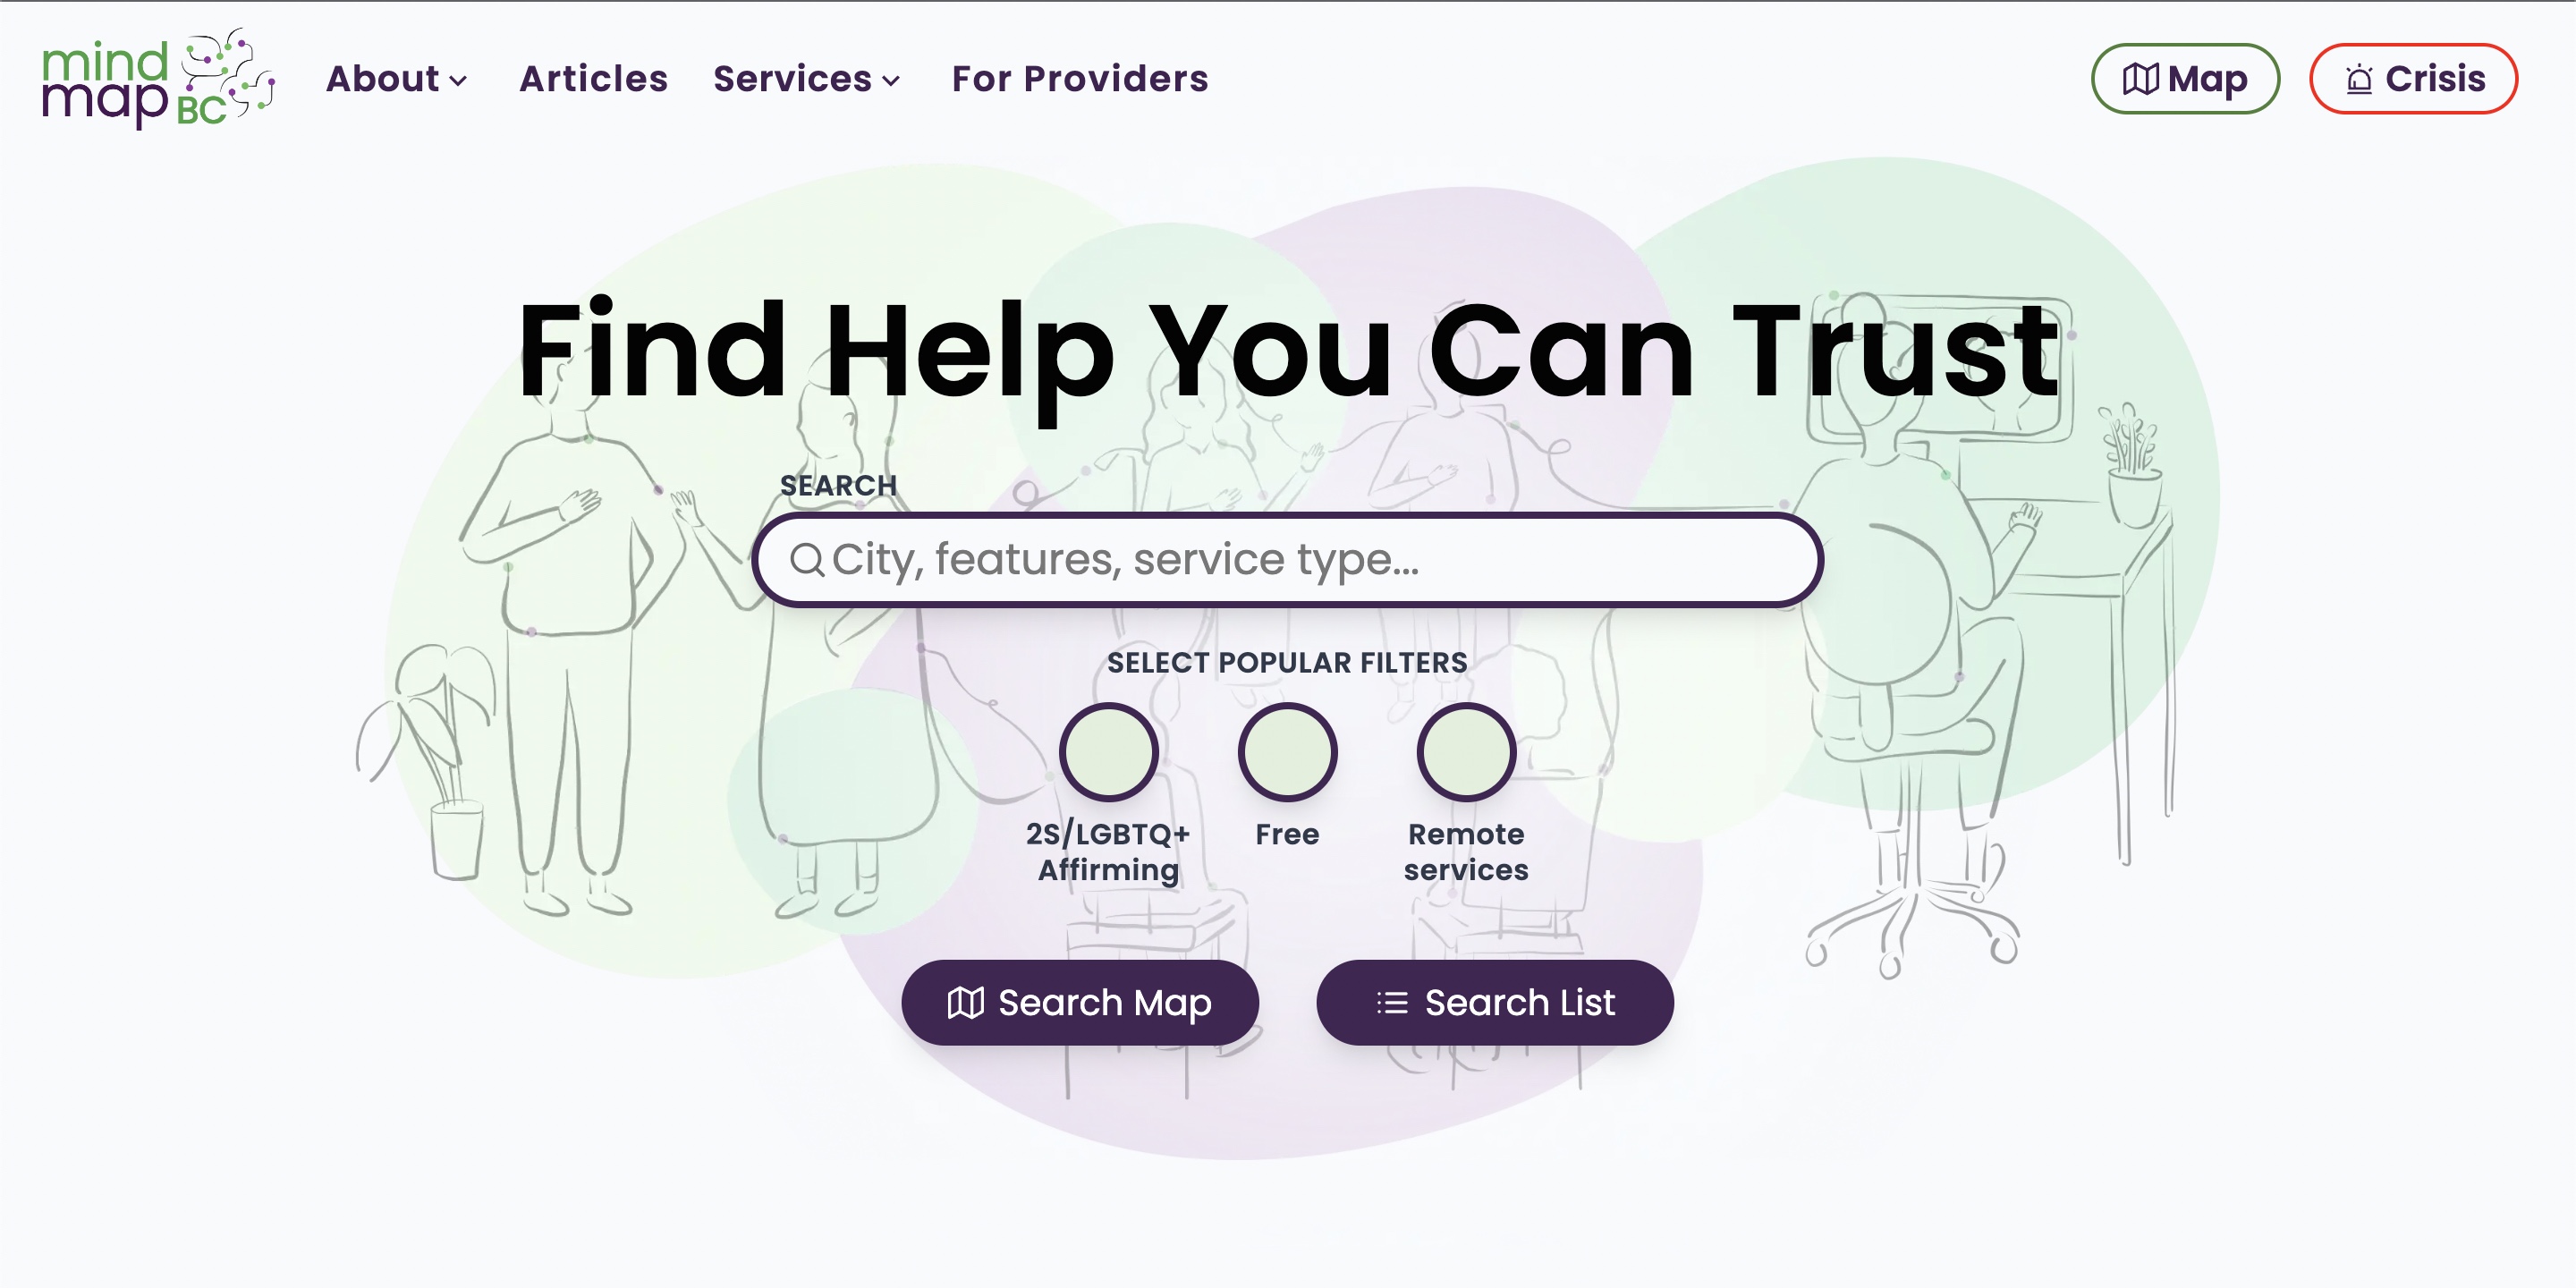 mind
map BC
About
Articles
Services
For Providers
Map
Crisis
Find Help You Can Trust
SEARCH
City, features, service type...
SELECT POPULAR FILTERS
2S/LGBTQ+
Affirming
Free
Remote
services
Search Map
Search List